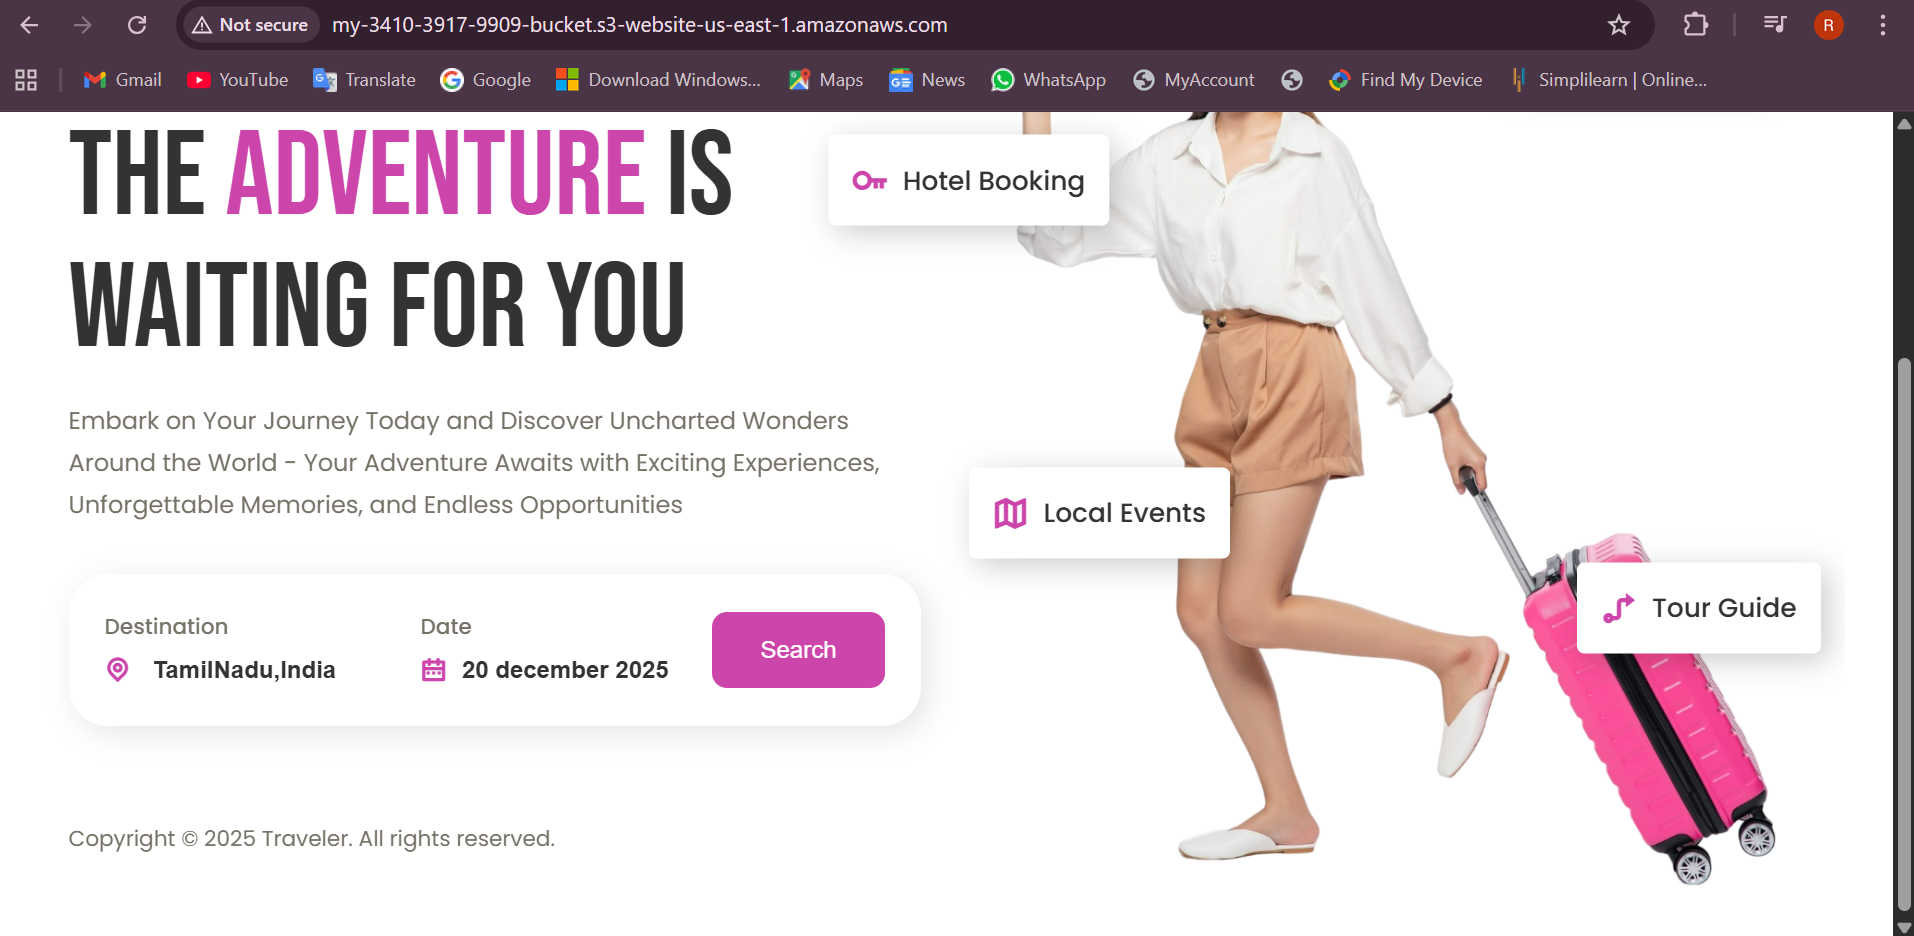 Not secure
my-3410-3917-9909-bucket.s3-website-us-east-1.amazonaws.com
R
Gmail
YouTube
Translate
Google
Download Windows...
Maps
News
WhatsApp
MyAccount
Find My Device
Simplilearn | Online...
THE ADVENTURE IS
WAITING FOR YOU
Embark on Your Journey Today and Discover Uncharted Wonders
Around the World - Your Adventure Awaits with Exciting Experiences,
Unforgettable Memories, and Endless Opportunities
Destination
TamilNadu,India
Date
20 december 2025
Search
Hotel Booking
Local Events
Tour Guide
Copyright © 2025 Traveler. All rights reserved.